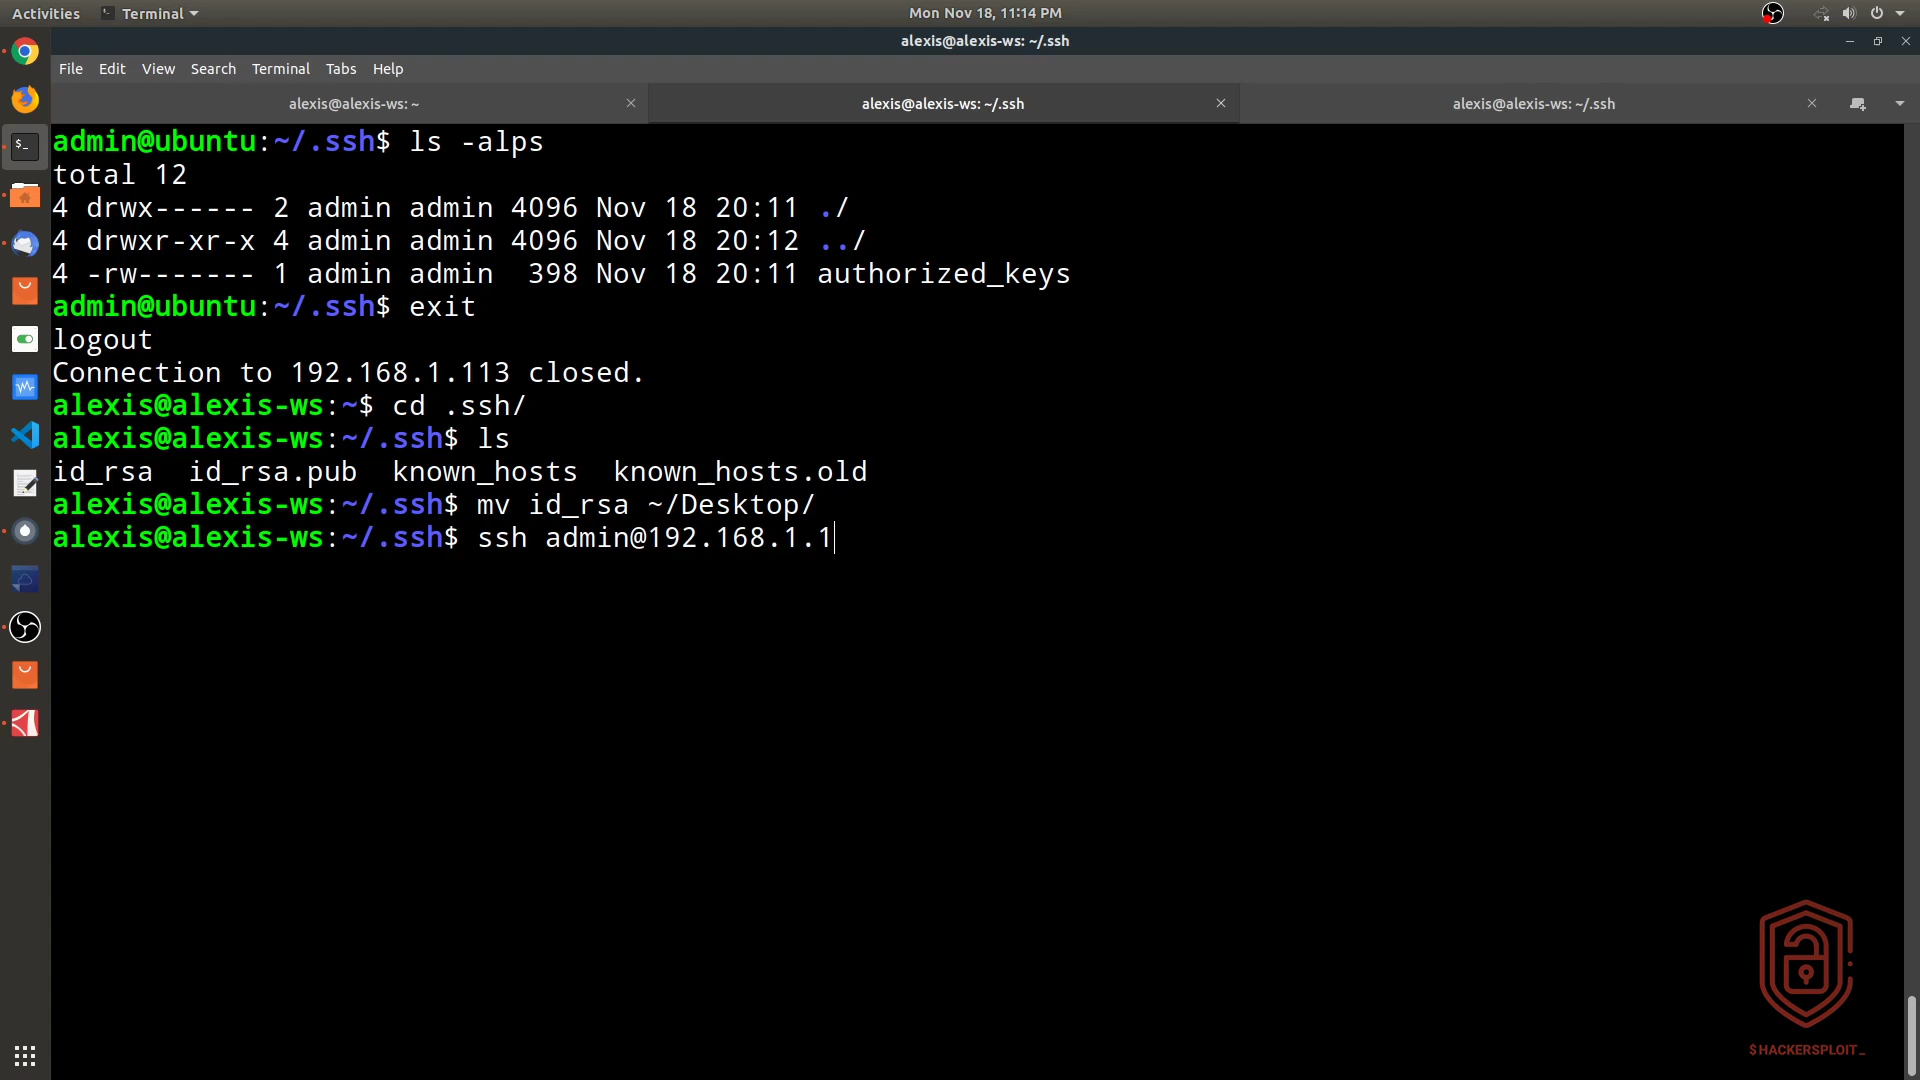 Activities Terminal Mon Nov 18, 11:14 PM
alexis@alexis-ws: ~/.ssh
File Edit View Search Terminal Tabs Help
alexis@alexis-ws: ~ alexis@alexis-ws: ~/.ssh alexis@alexis-ws: ~/.ssh
admin@ubuntu:~/.ssh$ ls -alps
total 12
4 drwx------ 2 admin admin 4096 Nov 18 20:11 ./
4 drwxr-xr-x 4 admin admin 4096 Nov 18 20:12 ../
4 -rw------- 1 admin admin  398 Nov 18 20:11 authorized_keys
admin@ubuntu:~/.ssh$ exit
logout
Connection to 192.168.1.113 closed.
alexis@alexis-ws:~$ cd .ssh/
alexis@alexis-ws:~/.ssh$ ls
id_rsa  id_rsa.pub  known_hosts  known_hosts.old
alexis@alexis-ws:~/.ssh$ mv id_rsa ~/Desktop/
alexis@alexis-ws:~/.ssh$ ssh admin@192.168.1.1
$HACKERSPLOIT_